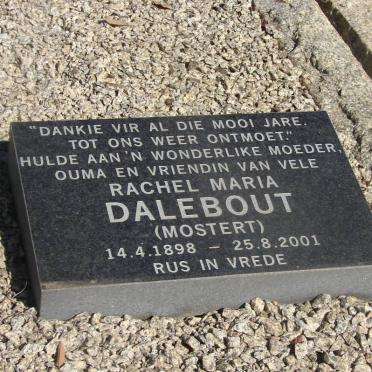 "DANKIE VIR AL DIE MOOI JARE.
TOT ONS WEER ONTMOET."
HULDE AAN 'N WONDERLIKE MOEDER,
OUMA EN VRIENDIN VAN VELE
RACHEL MARIA
DALEBOUT
(MOSTERT)
14.4.1898 – 25.8.2001
RUS IN VREDE